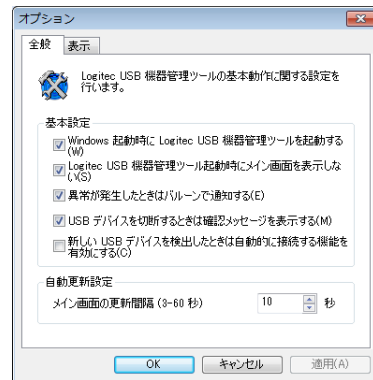 オプション
全般
表示
Logitec USB 機器管理ツールの基本動作に関する設定を
行います。
基本設定
Windows 起動時に Logitec USB 機器管理ツールを起動する
(W)
Logitec USB 機器管理ツール起動時にメイン画面を表示しな
い(S)
異常が発生したときはバルーンで通知する(E)
USB デバイスを切断するときは確認メッセージを表示する(M)
新しい USB デバイスを検出したときは自動的に接続する機能を
有効にする(C)
自動更新設定
メイン画面の更新間隔 (3-60 秒)
10
秒
OK
キャンセル
適用(A)